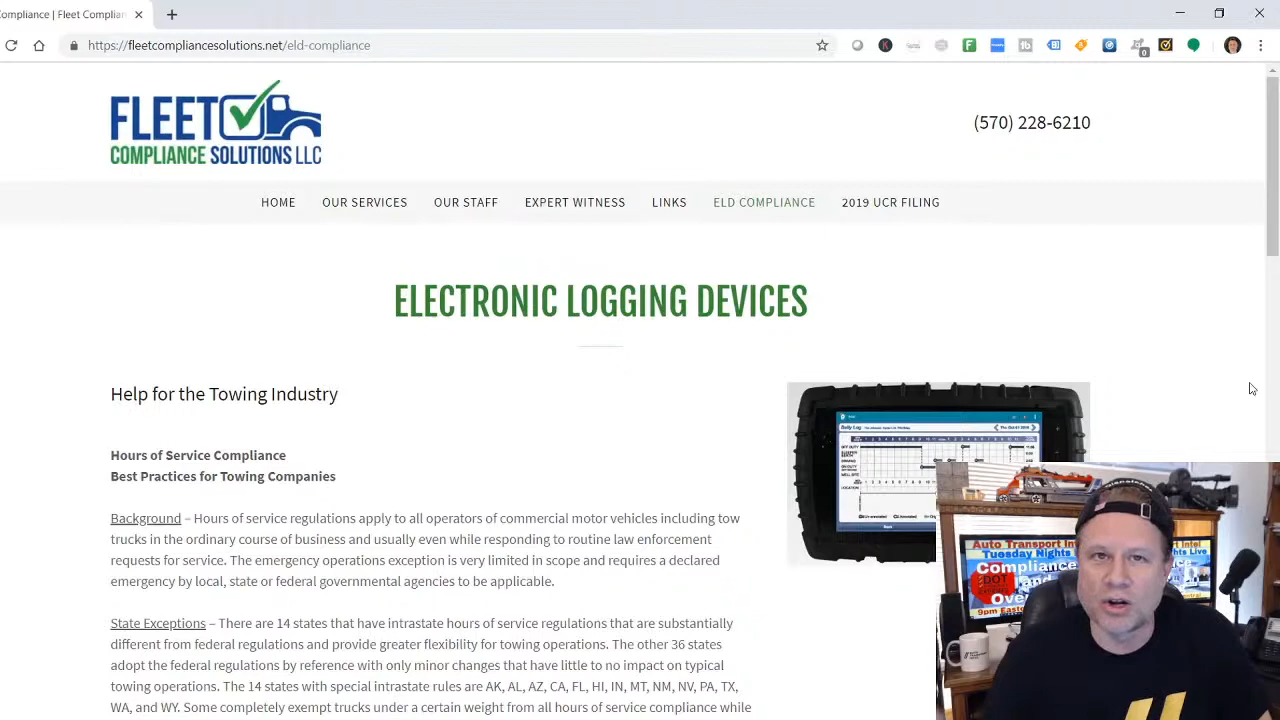 Compliance | Fleet Complian
https://fleetcompliancesolutions.net/eld-compliance
0
FLEET
COMPLIANCE SOLUTIONS LLC
(570) 228-6210
HOME
OUR SERVICES
OUR STAFF
EXPERT WITNESS
LINKS
ELD COMPLIANCE
2019 UCR FILING
ELECTRONIC LOGGING DEVICES
Help for the Towing Industry
Hours of Service Compliance
Best Practices for Towing Companies
Background – Hours of service regulations apply to all operators of commercial motor vehicles including tow
trucks in the ordinary course of business and usually even while responding to routine law enforcement
requests for service. The emergency operations exception is very limited in scope and requires a declared
emergency by local, state or federal governmental agencies to be applicable.
State Exceptions – There are 14 states that have intrastate hours of service regulations that are substantially
different from federal regulations and provide greater flexibility for towing operations. The other 36 states
adopt the federal regulations by reference with only minor changes that have little to no impact on typical
towing operations. The 14 states with special intrastate rules are AK, AL, AZ, CA, FL, HI, IN, MT, NM, NV, PA, TX,
WA, and WY. Some completely exempt trucks under a certain weight from all hours of service compliance while
Daily Log
LOCATION
Back
Auto Transport Intel
Tuesday Nights
Compliance
and
DOT
9pm Eastern